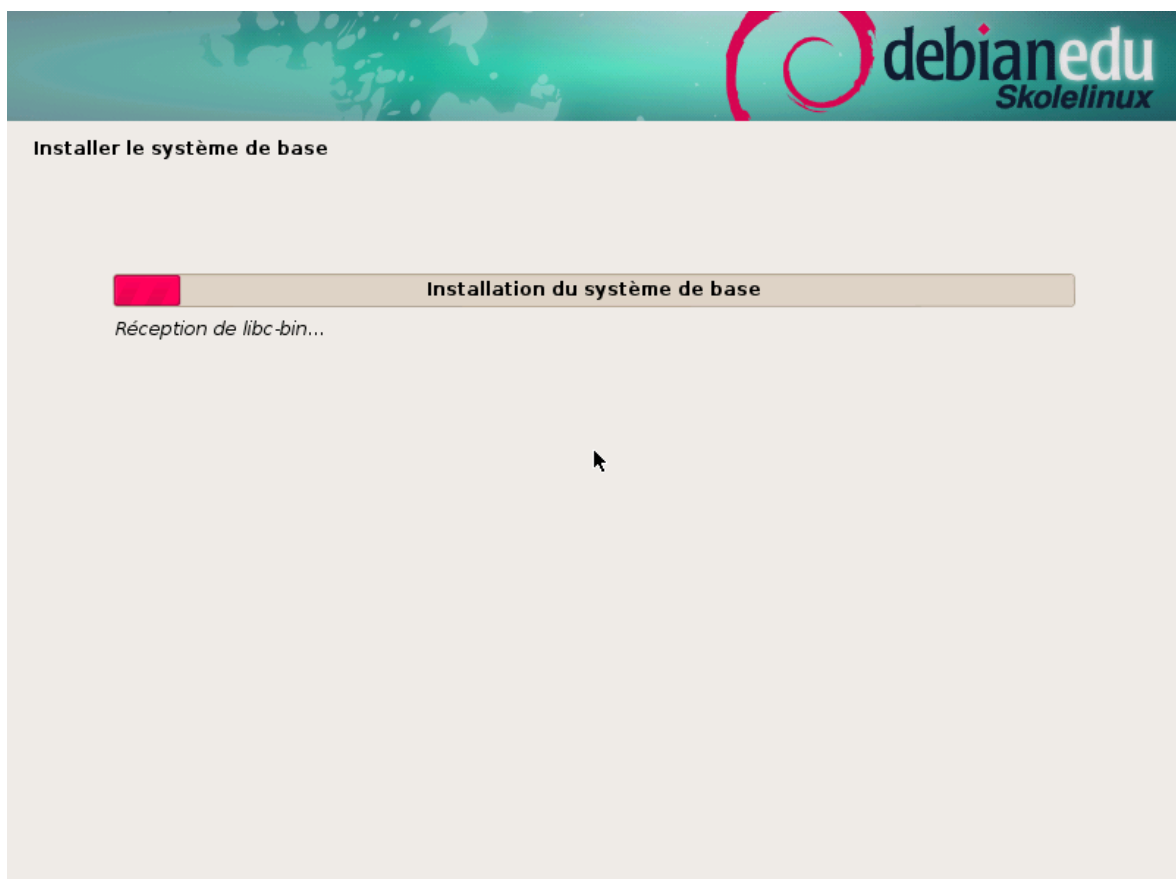 debianedu
Skolelinux
Installer le système de base
Installation du système de base
Réception de libc-bin...